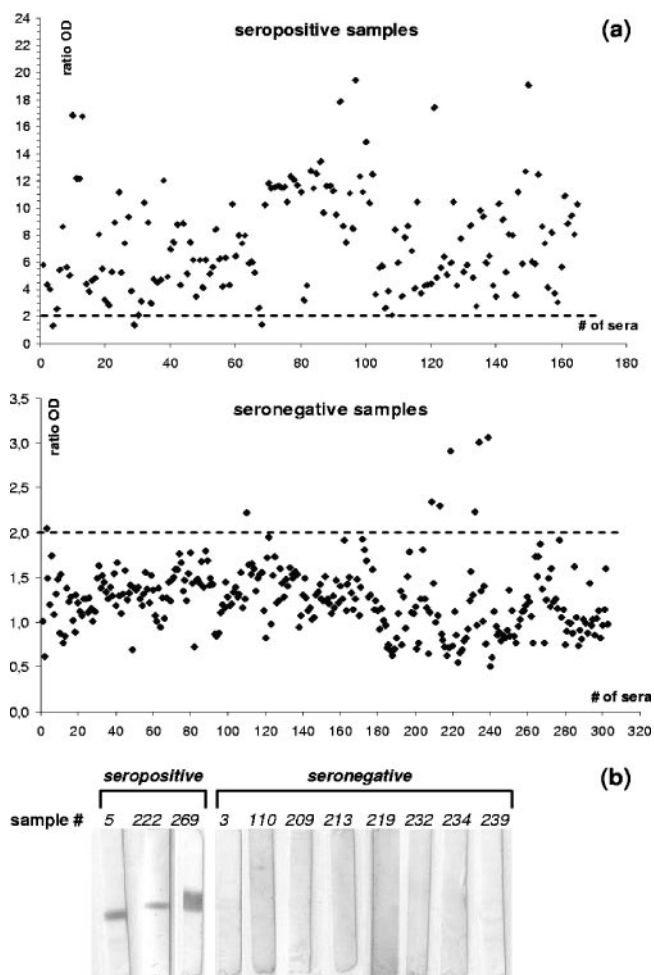 (a)
seropositive samples
ratio OD
24
22
20
18
16
14
12
10
8
6
4
2
0
# of sera
0 20 40 60 80 100 120 140 160 180
seronegative samples
ratio OD
3,5
3,0
2,5
2,0
1,5
1,0
0,5
0,0
# of sera
0 20 40 60 80 100 120 140 160 180 200 220 240 260 280 300 320
(b)
seropositive seronegative
sample # 5 222 269 3 110 209 213 219 232 234 239